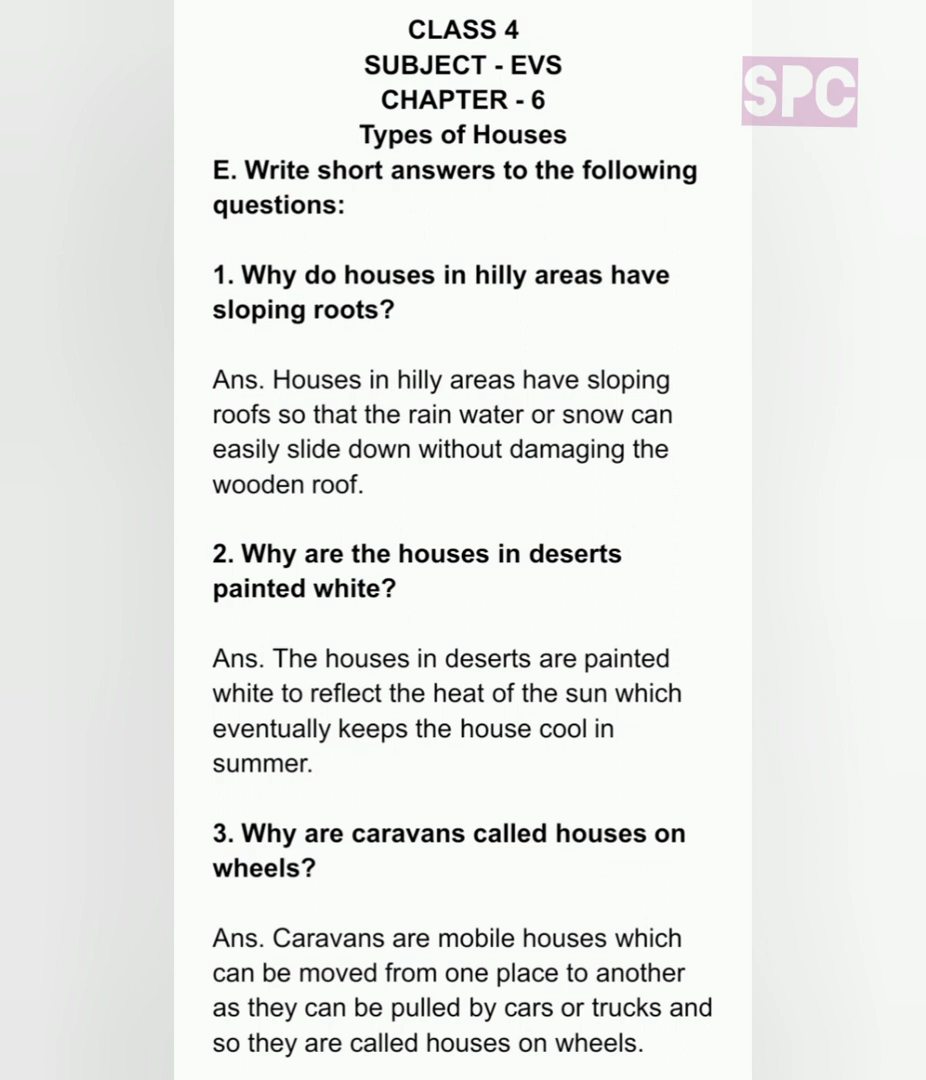 CLASS 4
SUBJECT - EVS
CHAPTER - 6
Types of Houses
SPC
E. Write short answers to the following
questions:
1. Why do houses in hilly areas have
sloping roots?
Ans. Houses in hilly areas have sloping
roofs so that the rain water or snow can
easily slide down without damaging the
wooden roof.
2. Why are the houses in deserts
painted white?
Ans. The houses in deserts are painted
white to reflect the heat of the sun which
eventually keeps the house cool in
summer.
3. Why are caravans called houses on
wheels?
Ans. Caravans are mobile houses which
can be moved from one place to another
as they can be pulled by cars or trucks and
so they are called houses on wheels.